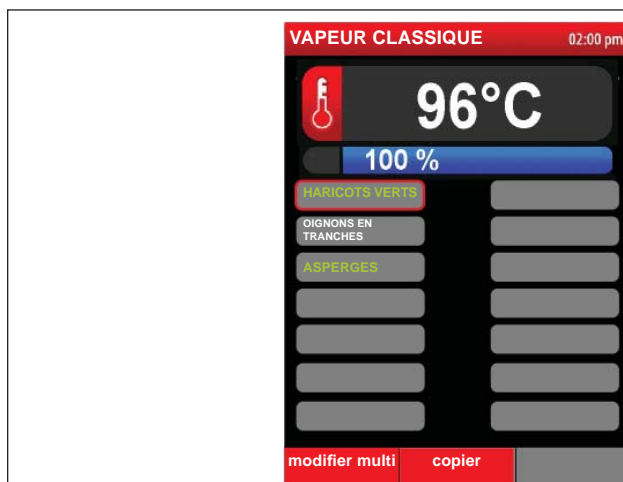 VAPEUR CLASSIQUE 02:00 pm
96°C
100 %
HARICOTS VERTS
OIGNONS EN
TRANCHES
ASPERGES
modifier multi copier